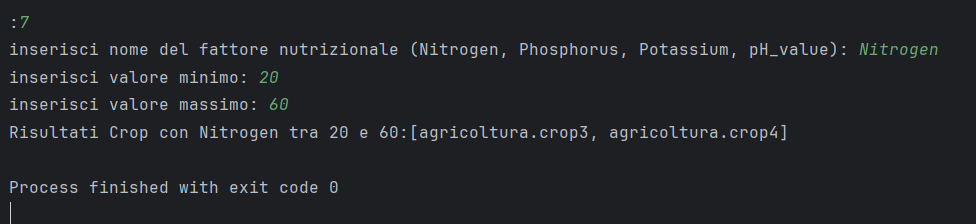 :7
inserisci nome del fattore nutrizionale (Nitrogen, Phosphorus, Potassium, pH_value): Nitrogen
inserisci valore minimo: 20
inserisci valore massimo: 60
Risultati Crop con Nitrogen tra 20 e 60:[agricoltura.crop3, agricoltura.crop4]
Process finished with exit code 0